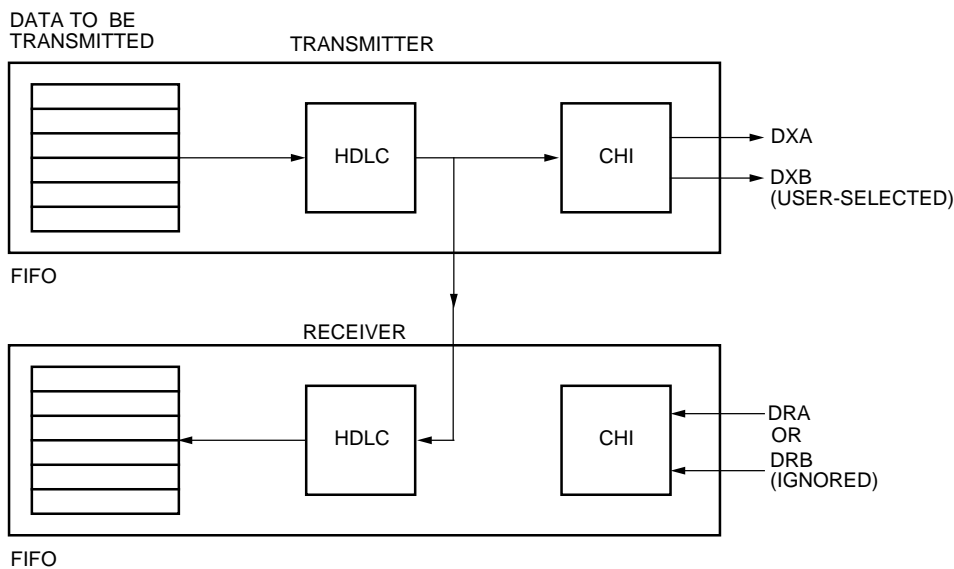 DATA TO BE
TRANSMITTED
TRANSMITTER
HDLC
CHI
DXA
DXB
(USER-SELECTED)
FIFO
RECEIVER
HDLC
CHI
DRA
OR
DRB
(IGNORED)
FIFO